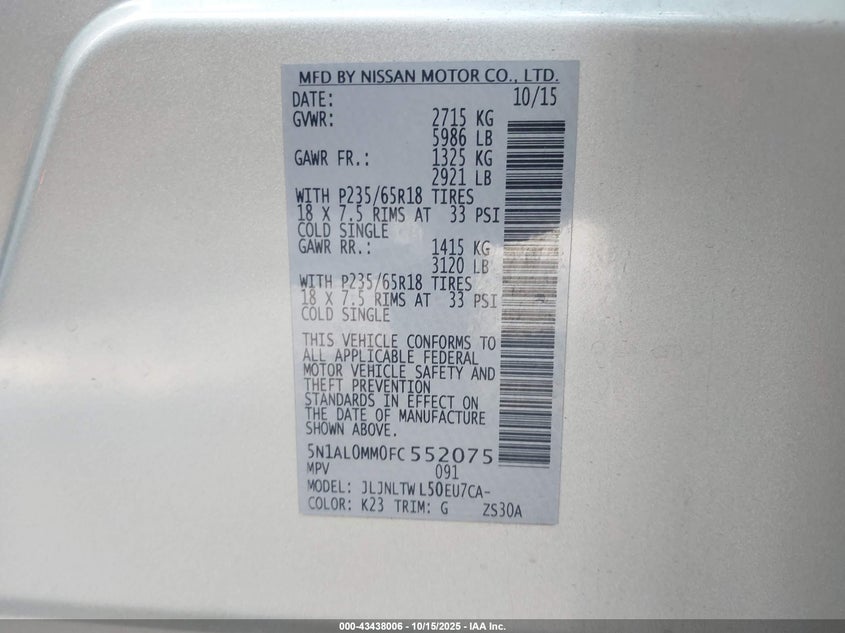 MFD BY NISSAN MOTOR CO., LTD.
DATE: 10/15
GVWR: 2715 KG
5986 LB
GAWR FR.: 1325 KG
2921 LB
WITH P235/65R18 TIRES
18 X 7.5 RIMS AT 33 PSI
COLD SINGLE
GAWR RR.: 1415 KG
3120 LB
WITH P235/65R18 TIRES
18 X 7.5 RIMS AT 33 PSI
COLD SINGLE
THIS VEHICLE CONFORMS TO
ALL APPLICABLE FEDERAL
MOTOR VEHICLE SAFETY AND
THEFT PREVENTION
STANDARDS IN EFFECT ON
THE DATE OF MANUFACTURE
SHOWN ABOVE.
5N1AL0MM0FC552075
MPV 091
MODEL: JLJNLTWL50EU7CA-
COLOR: K23 TRIM: G ZS30A
000-43438006 - 10/15/2025 - IAA Inc.